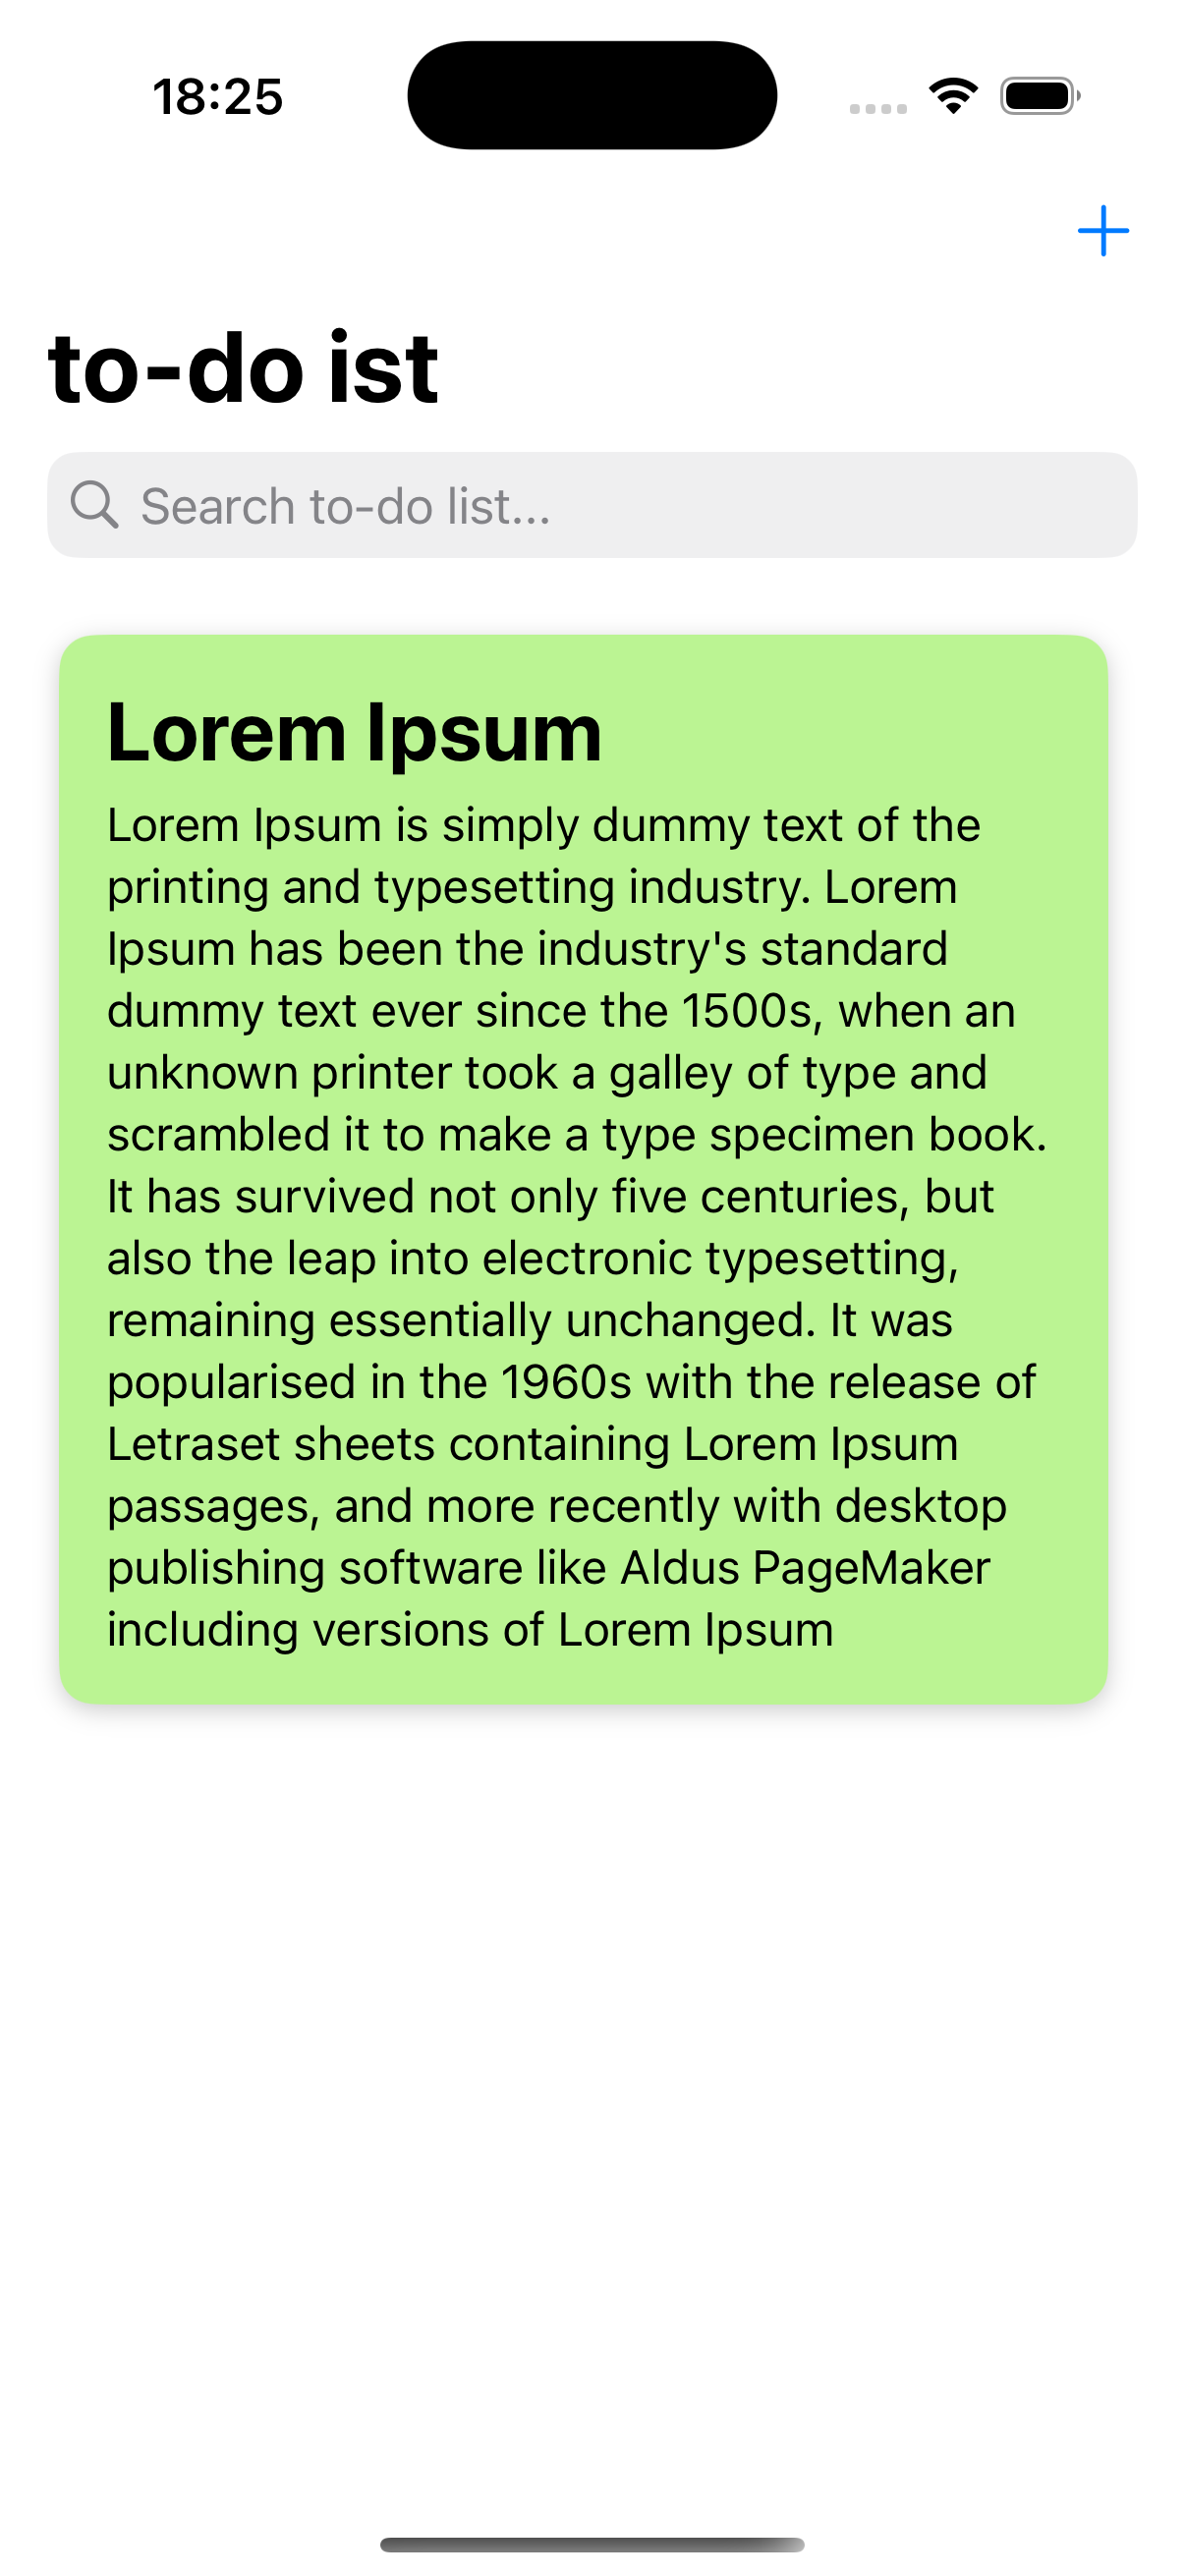 18:25
to-do ist
Search to-do list...
Lorem Ipsum
Lorem Ipsum is simply dummy text of the
printing and typesetting industry. Lorem
Ipsum has been the industry's standard
dummy text ever since the 1500s, when an
unknown printer took a galley of type and
scrambled it to make a type specimen book.
It has survived not only five centuries, but
also the leap into electronic typesetting,
remaining essentially unchanged. It was
popularised in the 1960s with the release of
Letraset sheets containing Lorem Ipsum
passages, and more recently with desktop
publishing software like Aldus PageMaker
including versions of Lorem Ipsum